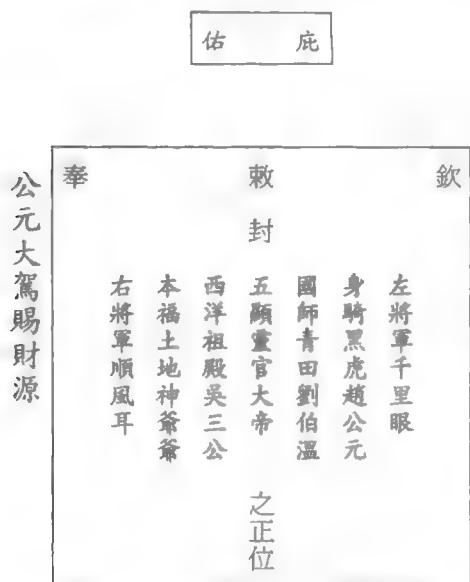 庇佑
欽奉
敕封
左將軍千里眼
身騎黑虎趙公元
國師青田劉伯溫
五顯靈官大帝
西洋祖殿吳三公
本福土地神爺爺
右將軍順風耳
之正位
公元大駕賜財源